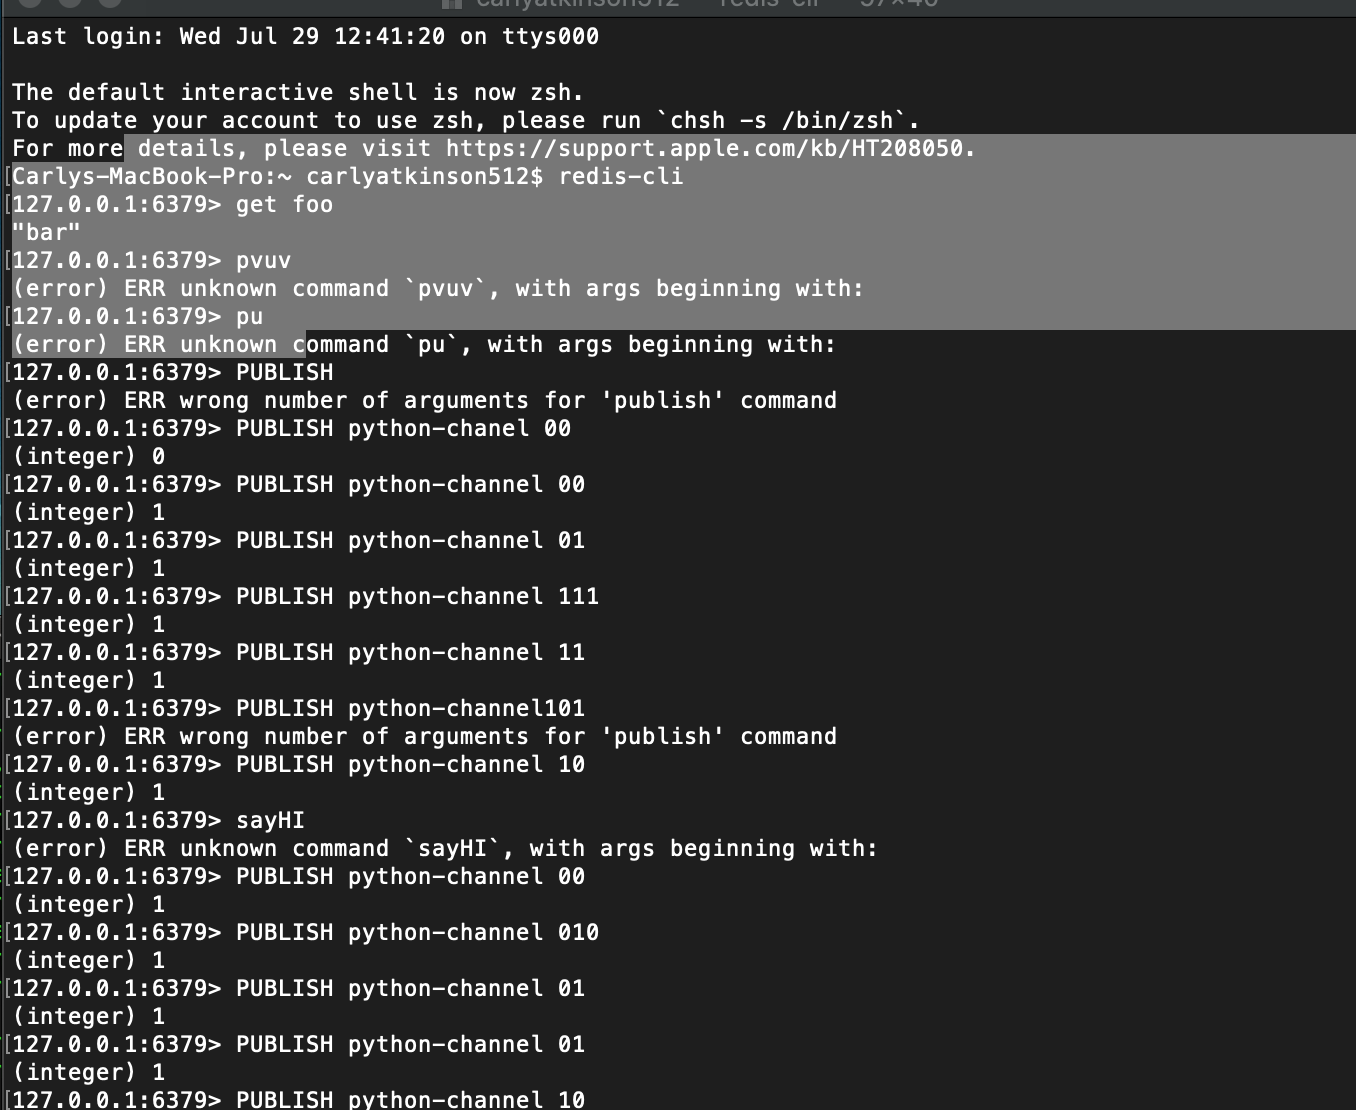 Last login: Wed Jul 29 12:41:20 on ttys000
The default interactive shell is now zsh.
To update your account to use zsh, please run `chsh -s /bin/zsh`.
For more details, please visit https://support.apple.com/kb/HT208050.
[Carlys-MacBook-Pro:~ carlyatkinson512$ redis-cli
[127.0.0.1:6379> get foo
"bar"
[127.0.0.1:6379> pvuv
(error) ERR unknown command `pvuv`, with args beginning with:
[127.0.0.1:6379> pu
(error) ERR unknown command `pu`, with args beginning with:
[127.0.0.1:6379> PUBLISH
(error) ERR wrong number of arguments for 'publish' command
[127.0.0.1:6379> PUBLISH python-chanel 00
(integer) 0
[127.0.0.1:6379> PUBLISH python-channel 00
(integer) 1
[127.0.0.1:6379> PUBLISH python-channel 01
(integer) 1
[127.0.0.1:6379> PUBLISH python-channel 111
(integer) 1
[127.0.0.1:6379> PUBLISH python-channel 11
(integer) 1
[127.0.0.1:6379> PUBLISH python-channel101
(error) ERR wrong number of arguments for 'publish' command
[127.0.0.1:6379> PUBLISH python-channel 10
(integer) 1
[127.0.0.1:6379> sayHI
(error) ERR unknown command `sayHI`, with args beginning with:
[127.0.0.1:6379> PUBLISH python-channel 00
(integer) 1
[127.0.0.1:6379> PUBLISH python-channel 010
(integer) 1
[127.0.0.1:6379> PUBLISH python-channel 01
(integer) 1
[127.0.0.1:6379> PUBLISH python-channel 01
(integer) 1
[127.0.0.1:6379> PUBLISH python-channel 10